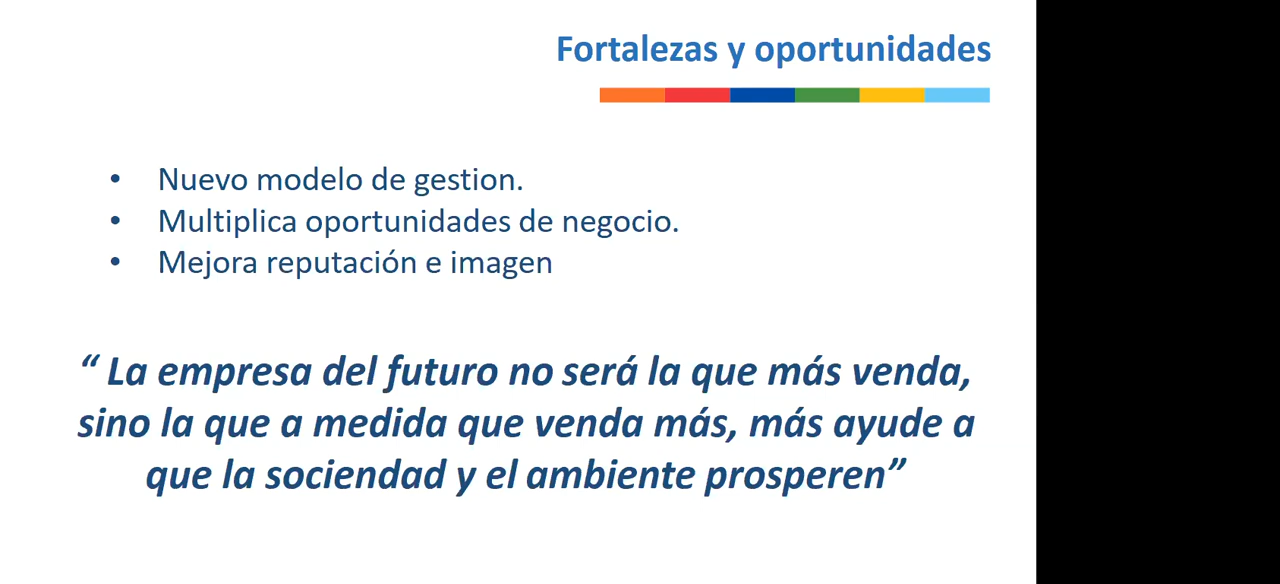 Fortalezas y oportunidades
• Nuevo modelo de gestion.
• Multiplica oportunidades de negocio.
• Mejora reputación e imagen
“ La empresa del futuro no será la que más venda,
sino la que a medida que venda más, más ayude a
que la sociendad y el ambiente prosperen”